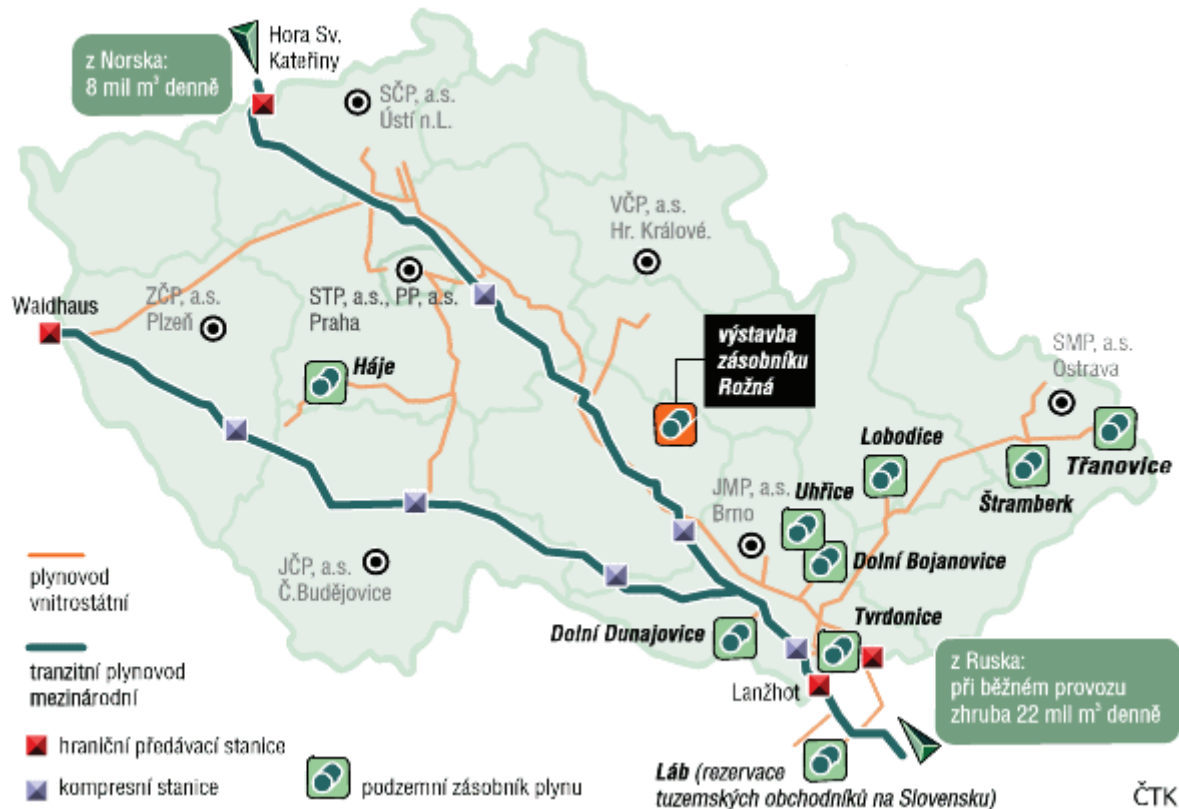 Hora Sv.
Kateřiny
z Norska:
8 mil m³ denně
SČP, a.s.
Ústí n.L.
VČP, a.s.
Hr. Králové.
Waldhaus
ZČP, a.s.
Plzeň
STP, a.s., PP, a.s.
Praha
výstavba
zásobníku
Rožná
Háje
SMP, a.s.
Ostrava
Lobodice
Třanovice
Štramberk
Uhřice
JMP, a.s.
Brno
Dolní Bojanovice
JČP, a.s.
Č.Budějovice
Dolní Dunajovice
Tvrdonice
Lanžhot
z Ruska:
při běžném provozu
zhruba 22 mil m³ denně
Láb (rezervace
tuzemských obchodníků na Slovensku)
plynovod
vnitrostátní
tranzitní plynovod
mezinárodní
hraniční předávací stanice
kompresní stanice
podzemní zásobník plynu
ČTK